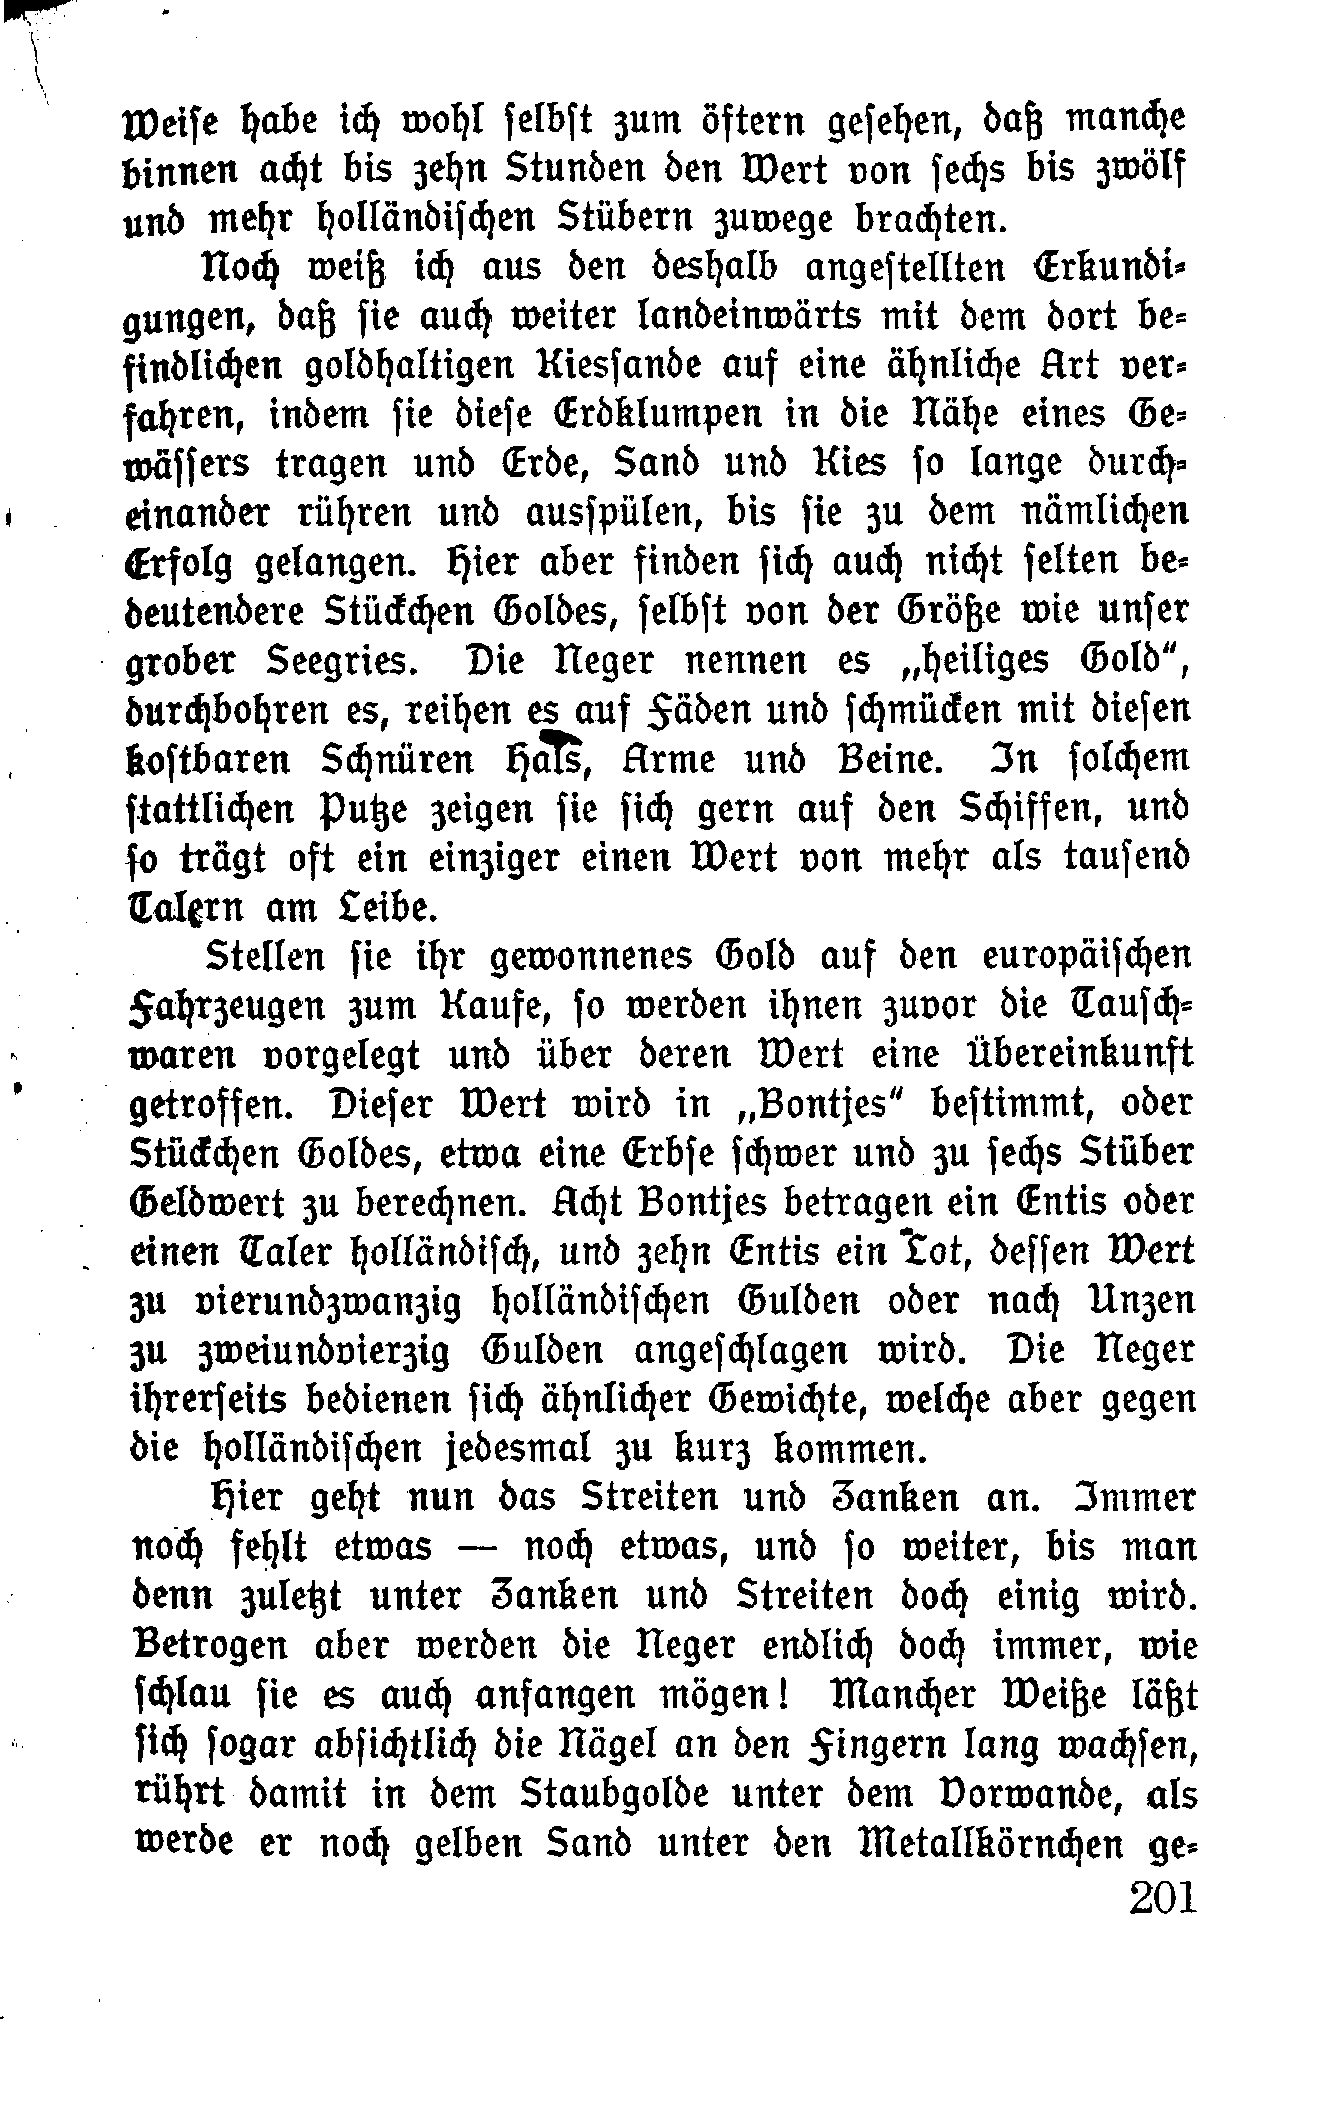 Weise habe ich wohl selbst zum öftern gesehen, daß manche
binnen acht bis zehn Stunden den Wert von sechs bis zwölf
und mehr holländischen Stübern zuwege brachten.
Noch weiß ich aus den deshalb angestellten Erkundi-
gungen, daß sie auch weiter landeinwärts mit dem dort be-
findlichen goldhaltigen Kiessande auf eine ähnliche Art ver-
fahren, indem sie diese Erdklumpen in die Nähe eines Ge-
wässers tragen und Erde, Sand und Kies so lange durch-
einander rühren und ausspülen, bis sie zu dem nämlichen
Erfolg gelangen. Hier aber finden sich auch nicht selten be-
deutendere Stückchen Goldes, selbst von der Größe wie unser
grober Seegries. Die Neger nennen es „heiliges Gold",
durchbohren es, reihen es auf Fäden und schmücken mit diesen
kostbaren Schnüren Hals, Arme und Beine. In solchem
stattlichen Putze zeigen sie sich gern auf den Schiffen, und
so trägt oft ein einziger einen Wert von mehr als tausend
Talern am Leibe.
Stellen sie ihr gewonnenes Gold auf den europäischen
Fahrzeugen zum Kaufe, so werden ihnen zuvor die Tausch-
waren vorgelegt und über deren Wert eine Übereinkunft
getroffen. Dieser Wert wird in „Bontjes" bestimmt, oder
Stückchen Goldes, etwa eine Erbse schwer und zu sechs Stüber
Geldwert zu berechnen. Acht Bontjes betragen ein Entis oder
einen Taler holländisch, und zehn Entis ein Lot, dessen Wert
zu vierundzwanzig holländischen Gulden oder nach Unzen
zu zweiundvierzig Gulden angeschlagen wird. Die Neger
ihrerseits bedienen sich ähnlicher Gewichte, welche aber gegen
die holländischen jedesmal zu kurz kommen.
Hier geht nun das Streiten und Zanken an. Immer
noch fehlt etwas — noch etwas, und so weiter, bis man
denn zuletzt unter Zanken und Streiten doch einig wird.
Betrogen aber werden die Neger endlich doch immer, wie
schlau sie es auch anfangen mögen! Mancher Weiße läßt
sich sogar absichtlich die Nägel an den Fingern lang wachsen,
rührt damit in dem Staubgolde unter dem Vorwande, als
werde er noch gelben Sand unter den Metallkörnchen ge-
201